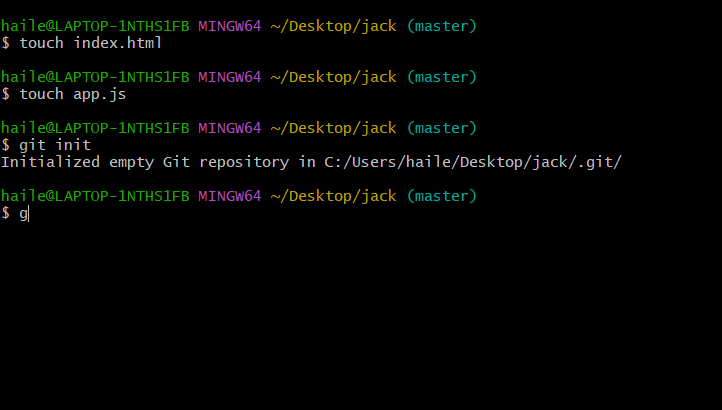 haile@LAPTOP-1NTHS1FB MINGW64 ~/Desktop/jack (master)
$ touch index.html
haile@LAPTOP-1NTHS1FB MINGW64 ~/Desktop/jack (master)
$ touch app.js
haile@LAPTOP-1NTHS1FB MINGW64 ~/Desktop/jack (master)
$ git init
Initialized empty Git repository in C:/Users/haile/Desktop/jack/.git/
haile@LAPTOP-1NTHS1FB MINGW64 ~/Desktop/jack (master)
$ g